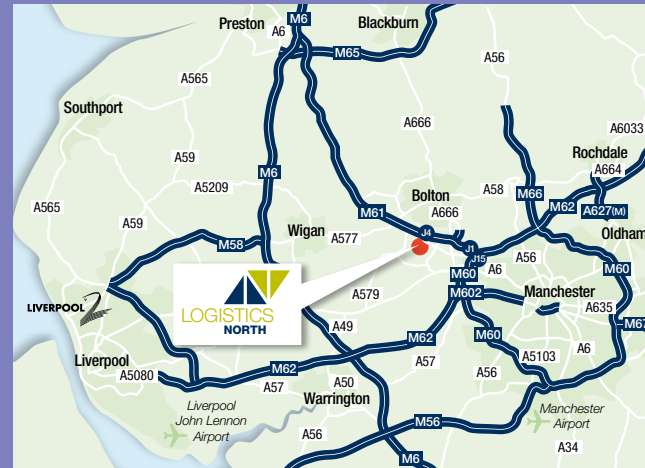 Preston
M6
Blackburn
A6
M65
A56
A565
Southport
A666
A6033
A59
Rochdale
A664
M6
A5209
Bolton
A58
M66
A565
A59
M61
A666
M62
A627(M)
Wigan
A577
J4
Oldham
M58
J1
J15
A56
A6
M60
M60
LIVERPOOL 2
LOGISTICS
NORTH
A579
M602
Manchester
A635
A49
M60
M67
Liverpool
M62
A5103
A6
A5080
M62
A57
A57
A50
A56
Liverpool
John Lennon
Airport
Warrington
Manchester
Airport
A56
M56
A34
M6